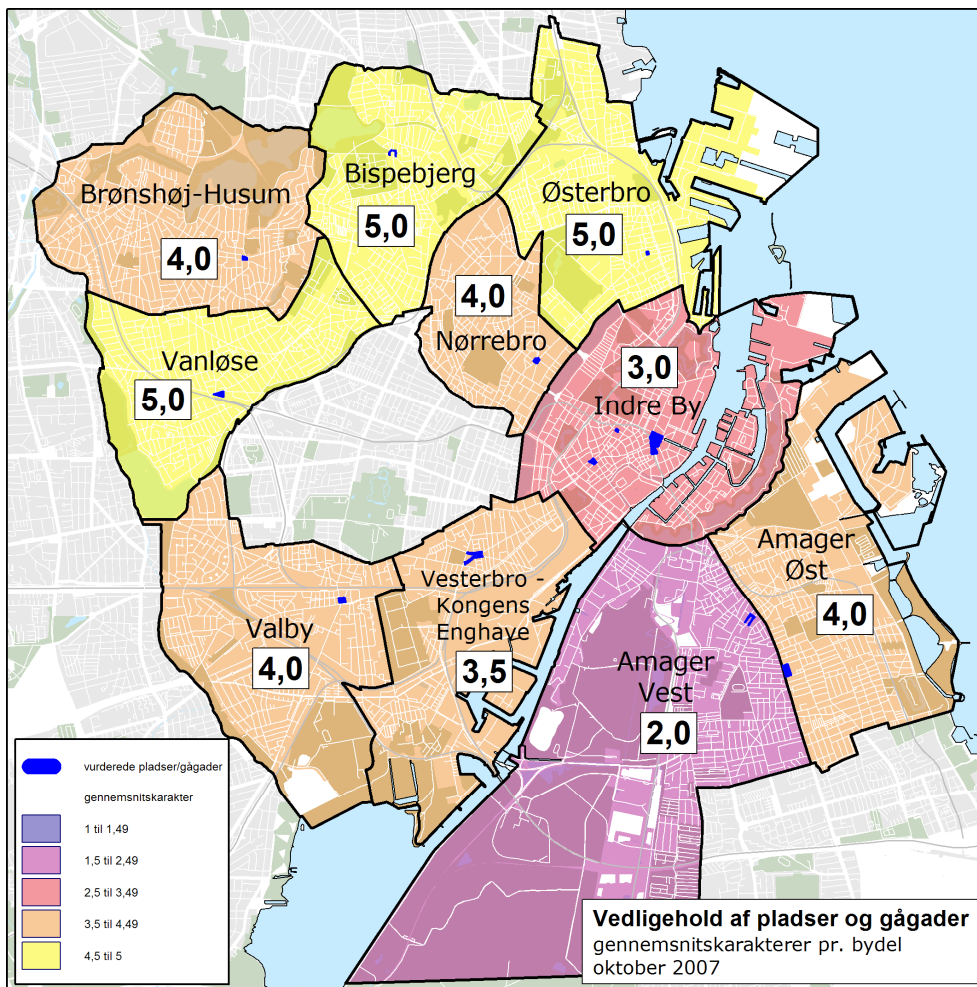 Brønshøj-Husum
4,0
Bispebjerg
5,0
Østerbro
5,0
4,0
Nørrebro
Vanløse
5,0
3,0
Indre By
Amager
Øst
4,0
Vesterbro -
Kongens
Enghave
3,5
Valby
4,0
Amager
Vest
2,0
vurderede pladser/gågader
gennemsnitskarakter
1 til 1,49
1,5 til 2,49
2,5 til 3,49
3,5 til 4,49
4,5 til 5
Vedligehold af pladser og gågader
gennemsnitskarakterer pr. bydel
oktober 2007